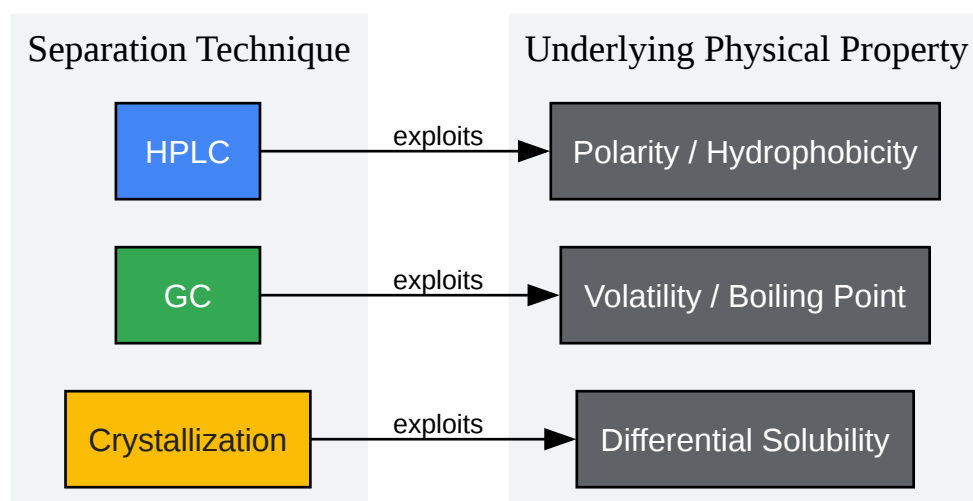 Separation Technique
Underlying Physical Property
HPLC
exploits
Polarity / Hydrophobicity
GC
exploits
Volatility / Boiling Point
Crystallization
exploits
Differential Solubility